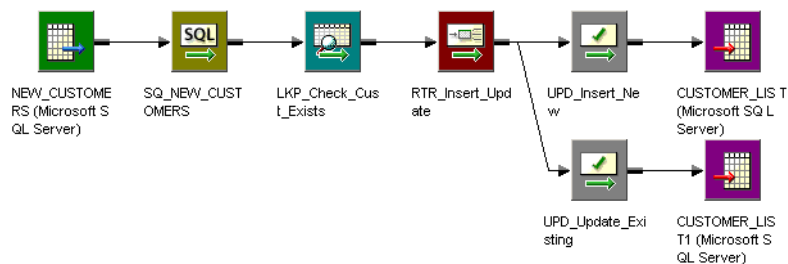 SQL
NEW_CUSTOME
RS (Microsoft S
QL Server)
SQ_NEW_CUST
OMERS
LKP_Check_Cus
t_Exists
RTR_Insert_Upd
ate
UPD_Insert_Ne
w
CUSTOMER_LIS T
(Microsoft SQ L
Server)
UPD_Update_Exi
sting
CUSTOMER_LIS
T1 (Microsoft S
QL Server)